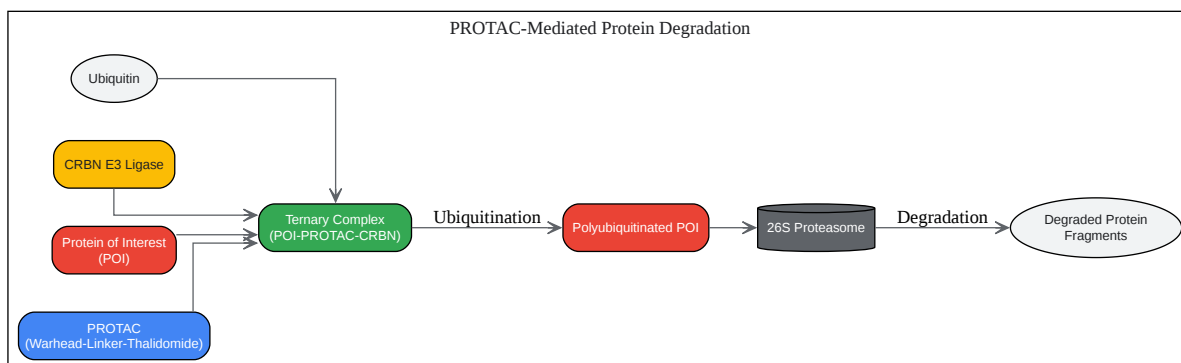 PROTAC-Mediated Protein Degradation
Ubiquitin
CRBN E3 Ligase
Protein of Interest
(POI)
PROTAC
(Warhead-Linker-Thalidomide)
Ternary Complex
(POI-PROTAC-CRBN)
Ubiquitination
Polyubiquitinated POI
26S Proteasome
Degradation
Degraded Protein
Fragments